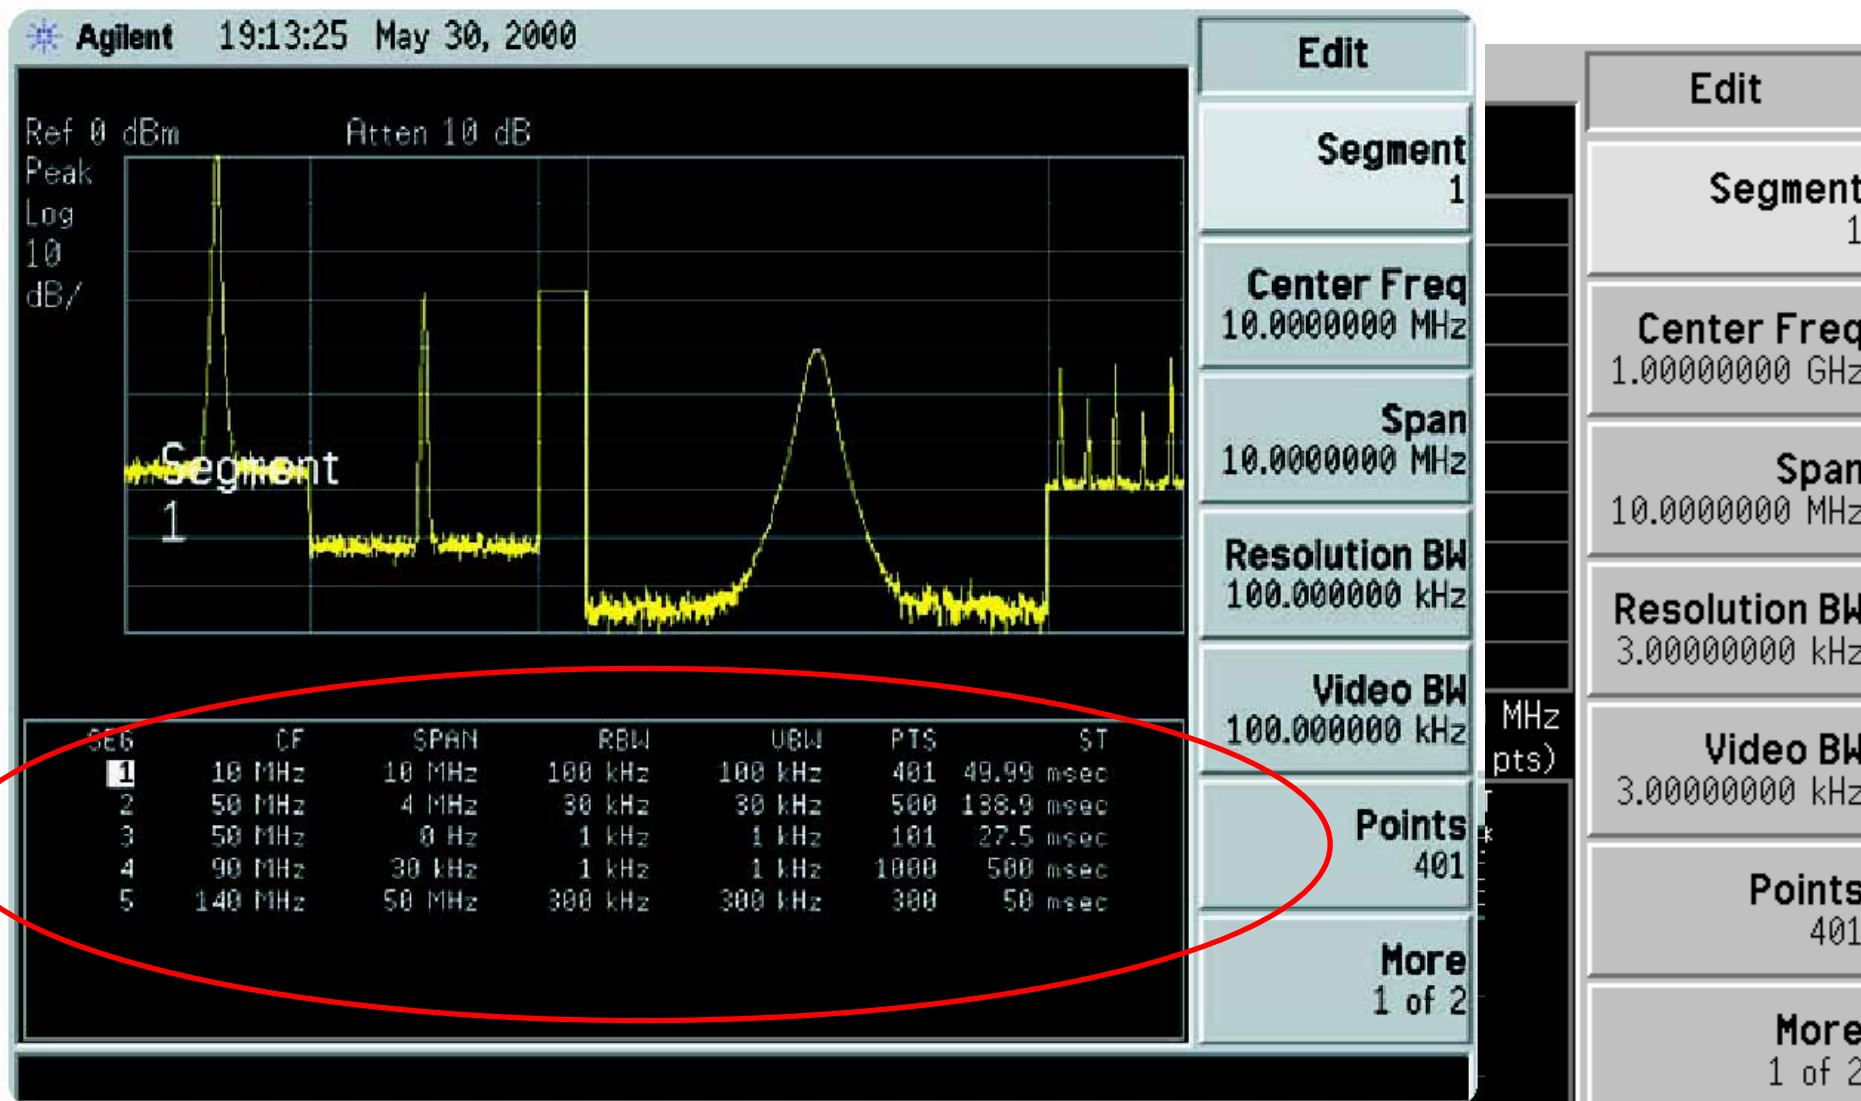 Agilent 19:13:25 May 30, 2000
Ref 0 dBm Atten 10 dB
Peak
Log
10
dB/
Segment
1
SEG CF SPAN RBW VBW PTS ST
1 10 MHz 10 MHz 100 kHz 100 kHz 401 49.99 msec
2 50 MHz 4 MHz 30 kHz 30 kHz 500 138.9 msec
3 50 MHz 0 Hz 1 kHz 1 kHz 101 27.5 msec
4 90 MHz 30 kHz 1 kHz 1 kHz 1000 500 msec
5 140 MHz 50 MHz 300 kHz 300 kHz 300 50 msec
Edit
Segment
1
Center Freq
10.0000000 MHz
Span
10.0000000 MHz
Resolution BW
100.000000 kHz
Video BW
100.000000 kHz
Points
401
More
1 of 2
MHz
pts)
Edit
Segment
1
Center Freq
1.00000000 GHz
Span
10.0000000 MHz
Resolution BW
3.00000000 kHz
Video BW
3.00000000 kHz
Points
401
More
1 of 2